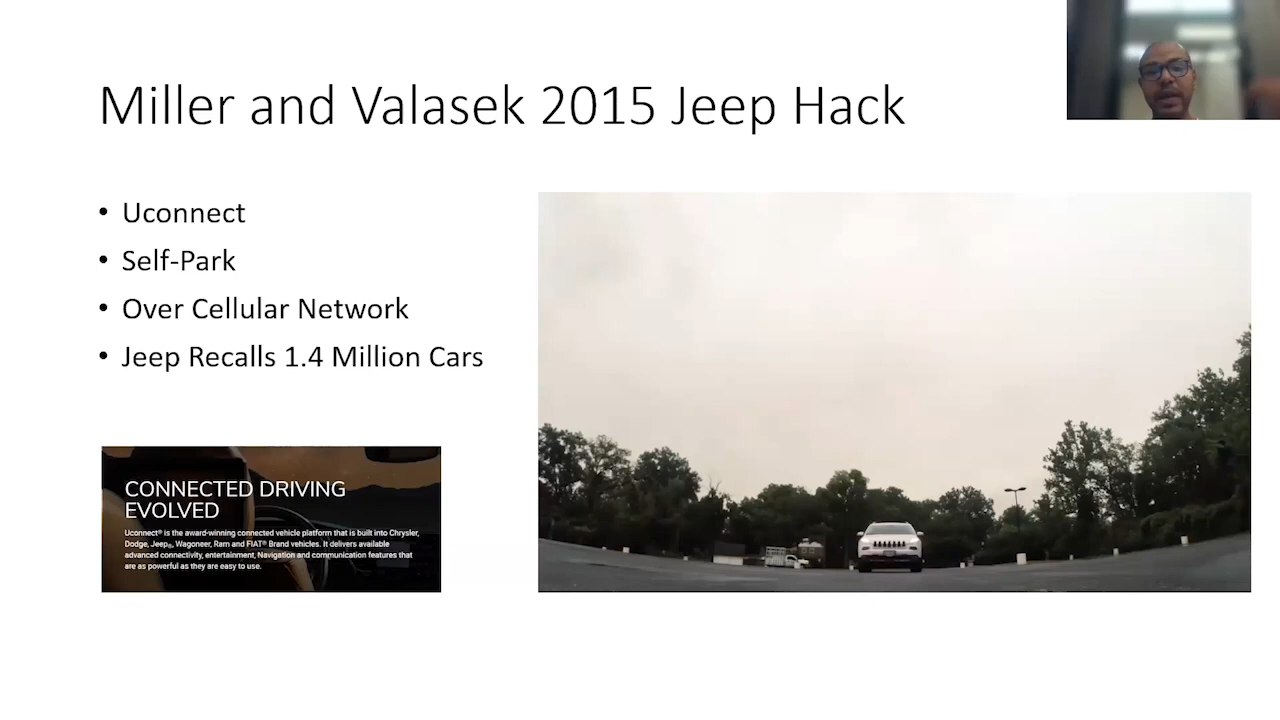 Miller and Valasek 2015 Jeep Hack
• Uconnect
• Self-Park
• Over Cellular Network
• Jeep Recalls 1.4 Million Cars
CONNECTED DRIVING
EVOLVED
Uconnect® is the award-winning connected vehicle platform that is built into Chrysler,
Dodge, Jeep®, Wagoneer, Ram and FIAT® Brand vehicles. It delivers available
advanced connectivity, entertainment, Navigation and communication features that
are as powerful as they are easy to use.